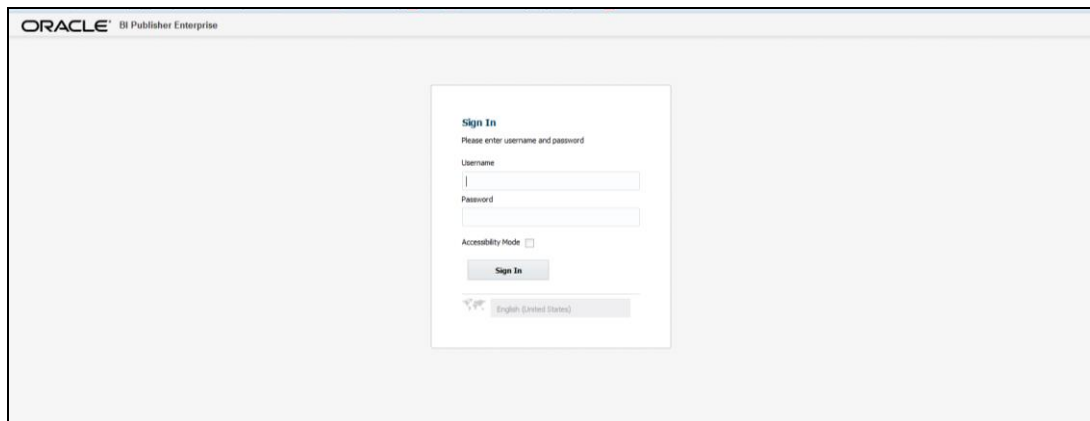 ORACLE® BI Publisher Enterprise
Sign In
Please enter username and password
Username
Password
Accessibility Mode
Sign In
English (United States)